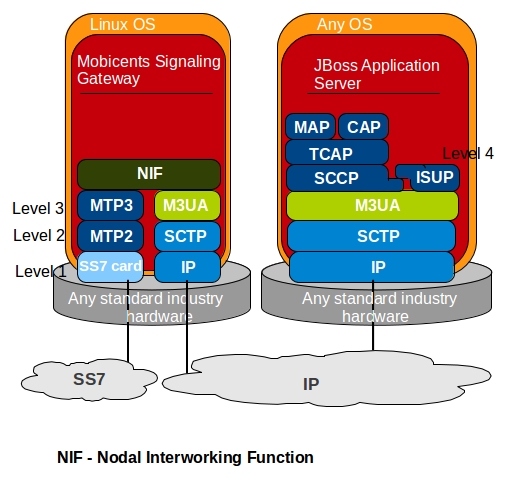 Linux OS
Any OS
Mobicents Signaling
Gateway
JBoss Application
Server
MAP
CAP
TCAP
Level 4
NIF
SCCP
ISUP
Level 3
MTP3
M3UA
M3UA
Level 2
MTP2
SCTP
SCTP
Level 1
SS7 card
IP
IP
Any standard industry
hardware
Any standard industry
hardware
SS7
IP
NIF - Nodal Interworking Function